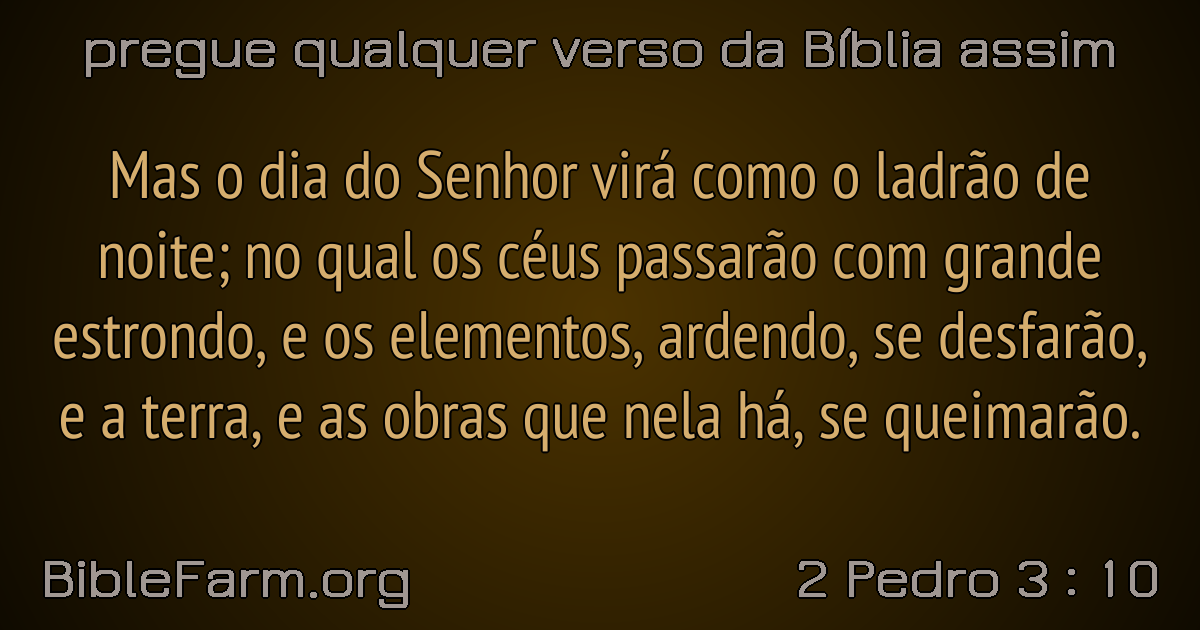 pregue qualquer verso da Bíblia assim
Mas o dia do Senhor virá como o ladrão de
noite; no qual os céus passarão com grande
estrondo, e os elementos, ardendo, se desfarão,
e a terra, e as obras que nela há, se queimarão.
BibleFarm.org
2 Pedro 3 : 10